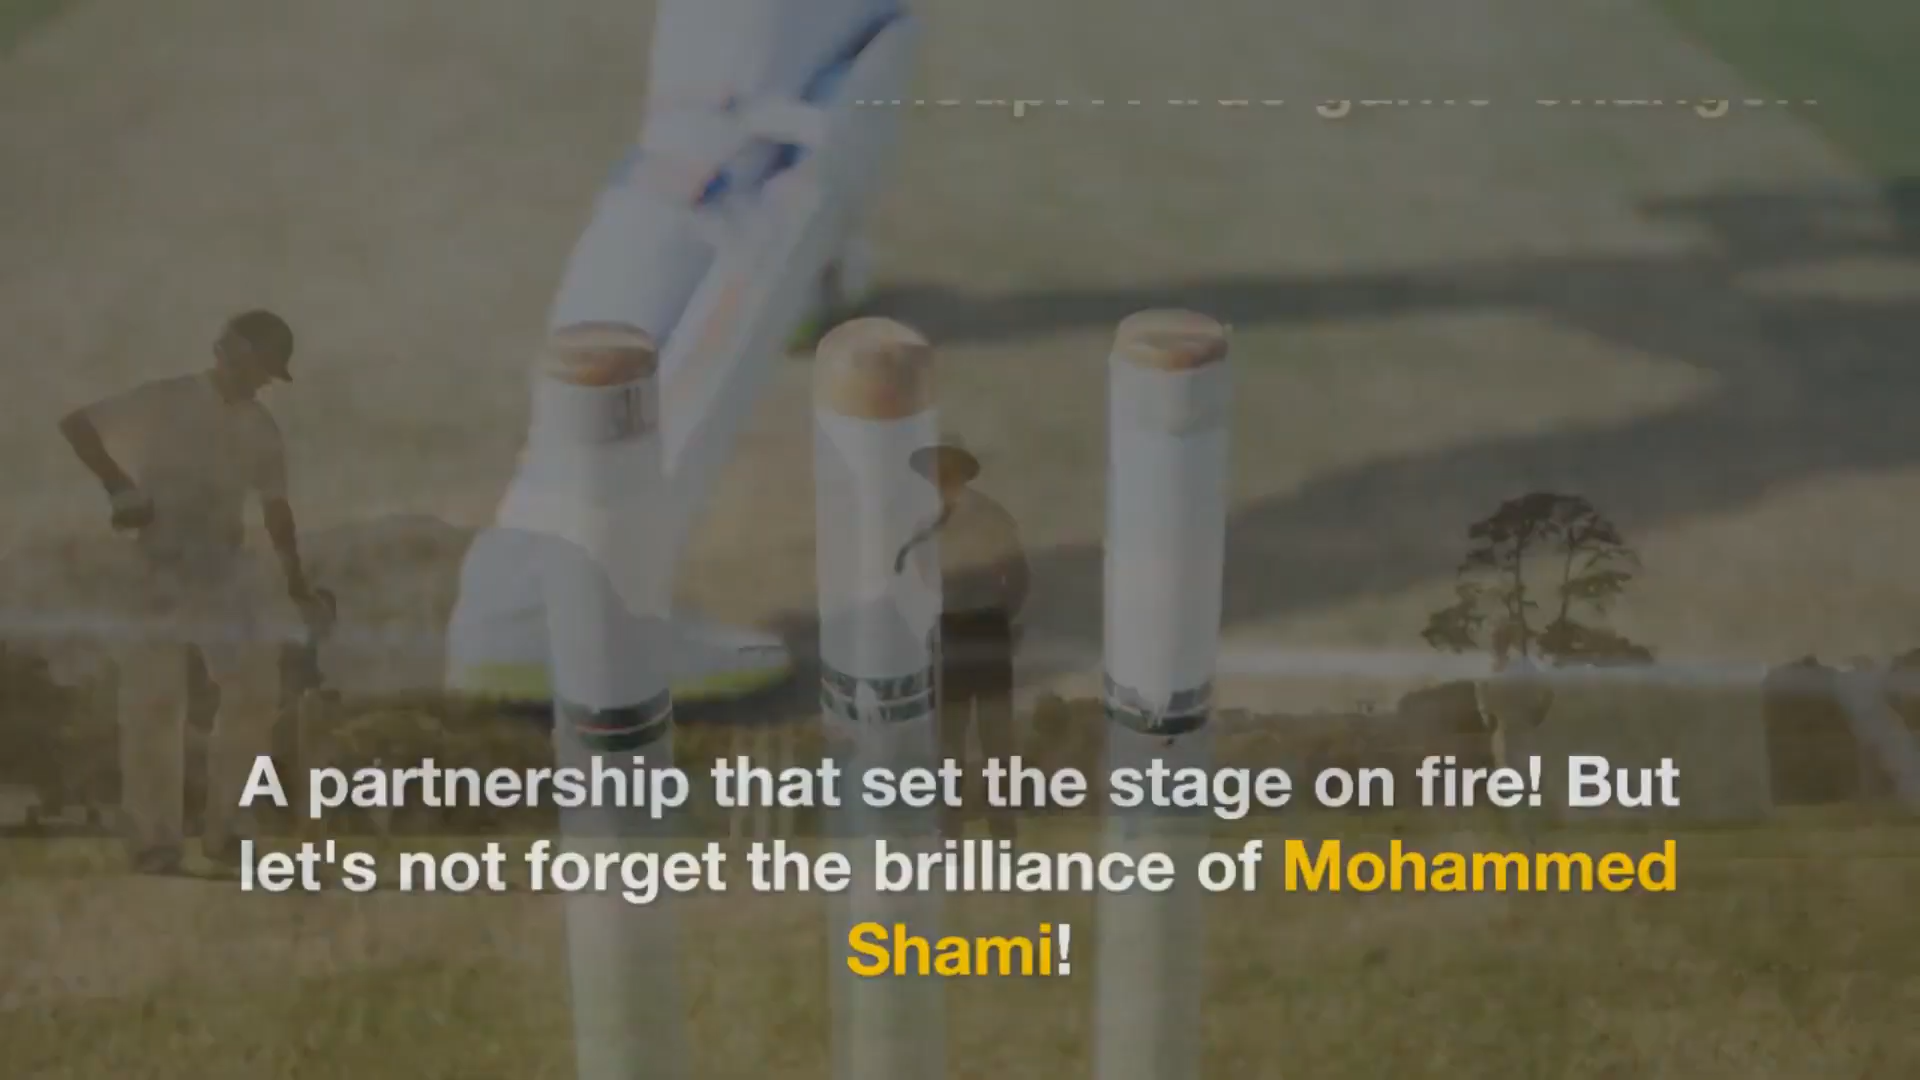 A partnership that set the stage on fire! But
let's not forget the brilliance of Mohammed
Shami!